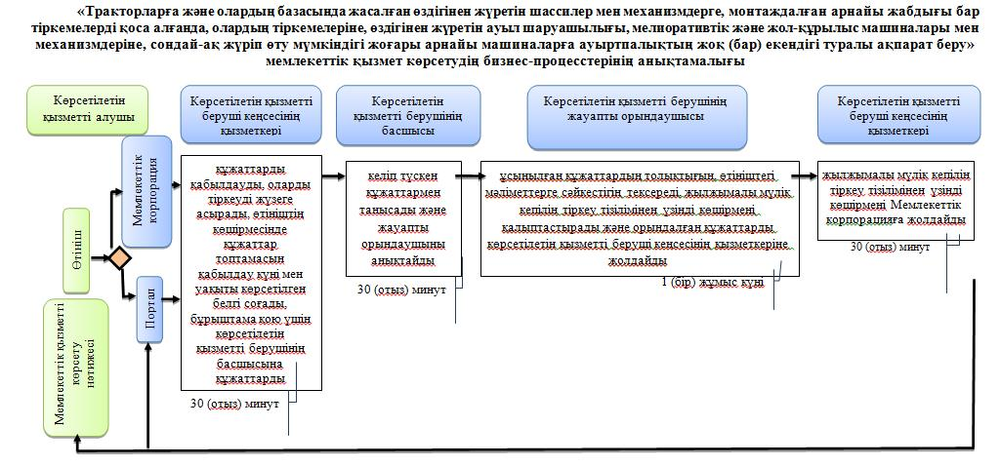 «Тракторларға және олардың базасында жасалған өздігінен жүретін шассилер мен механизмдерге, монтаждалған арнайы жабдығы бар
тіркемелерді қоса алғанда, олардың тіркемелеріне, өздігінен жүретін ауыл шаруашылығы, мелиоративтік және жол-құрылыс машиналары мен
механизмдеріне, сондай-ақ жүріп өту мүмкіндігі жоғары арнайы машиналарға ауыртпалықтың жоқ (бар) екендігі туралы ақпарат беру»
мемлекеттік қызмет көрсетудің бизнес-процесстерінің анықтамалығы
Көрсетілетін
қызметті алушы
Көрсетілетін қызметті
беруші кеңсесінің
қызметкері
Көрсетілетін
қызметті берушінің
басшысы
Көрсетілетін қызметті берушінің
жауапты орындаушысы
Көрсетілетін қызметті
беруші кеңсесінің
қызметкері
Өтініш
Мемлекеттік
корпорация
Портал
Мемлекеттік қызметті
көрсету
нәтижесі
құжаттарды
қабылдауды, оларды
тіркеуді жүзеге
асырады, өтініштің
көшірмесінде
құжаттар
топтамасын
қабылдау күні мен
уақыты көрсетілген
белгі соғады,
бұрыштама қою үшін
көрсетілетін
қызметті берушінің
басшысына
құжаттарды
30 (отыз) минут
келіп түскен
құжаттармен
танысады және
жауапты
орындаушыны
анықтайды
30 (отыз) минут
ұсынылған құжаттардың толықтығын, өтініштегі
мәліметтерге сәйкестігін тексереді, жылжымалы мүлік
кепілін тіркеу тізілімінен үзінді көшірмені
қалыптастырады және орындалған құжаттарды
көрсетілетін қызметті беруші кеңсесінің қызметкеріне
жолдайды
1 (бір) жұмыс күні
жылжымалы мүлік кепілін
тіркеу тізілімінен үзінді
көшірмені Мемлекеттік
корпорацияға жолдайды
30 (отыз) минут